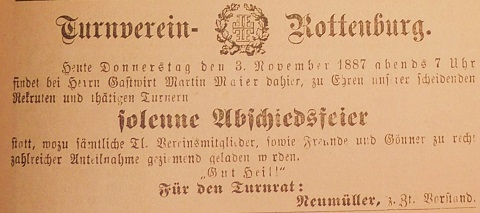 Turnverein- Rottenburg.
Heute Donnerstag den 3. November 1887 abends 7 Uhr
findet bei Herrn Gastwirt Martin Maier dahier, zu Ehren unsrer scheidenden
Rekruten und thätigen Turnern
solenne Abschiedsfeier
statt, wozu sämtliche Tl. Vereinsmitglieder, sowie Freunde und Gönner zu recht
zahlreicher Anteilnahme geziemend geladen werden.
„Gut Heil!“
Für den Turnrat:
Neumüller, z. Zt. Vorstand.